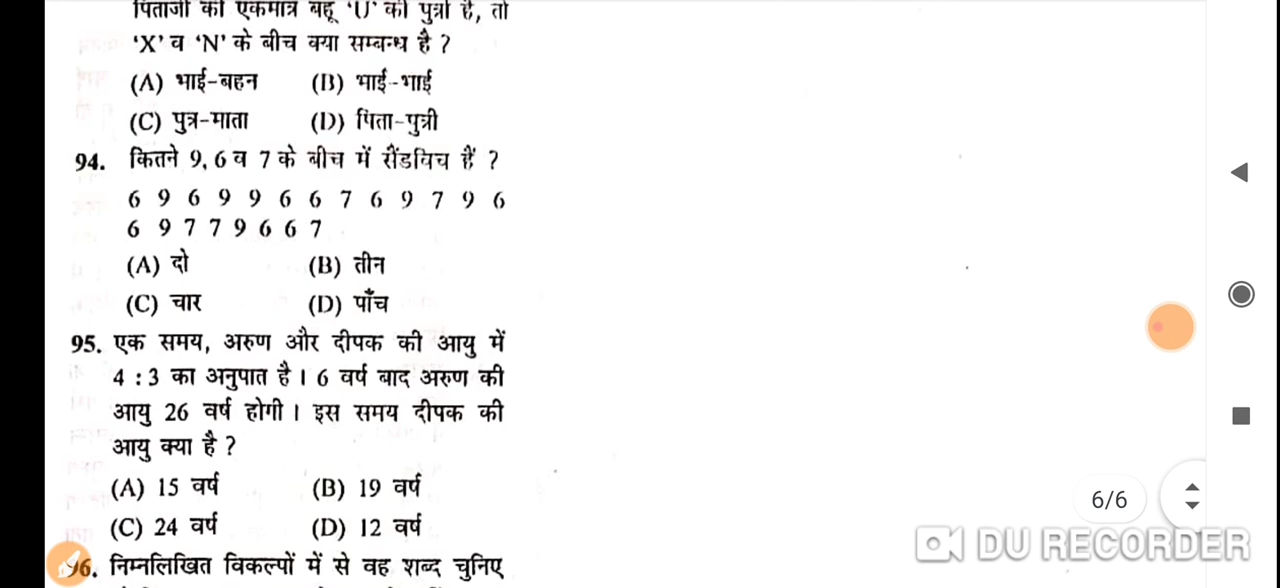 पिताजी की एकमात्र बहू 'U' की पुत्री है, तो
'X' व 'N' के बीच क्या सम्बन्ध है ?
(A) भाई-बहन (B) भाई-भाई
(C) पुत्र-माता (D) पिता-पुत्री
94. कितने 9, 6 व 7 के बीच में सैंडविच हैं ?
6 9 6 9 9 6 6 7 6 9 7 9 6
6 9 7 7 9 6 6 7
(A) दो (B) तीन
(C) चार (D) पाँच
95. एक समय, अरुण और दीपक की आयु में
4 : 3 का अनुपात है । 6 वर्ष बाद अरुण की
आयु 26 वर्ष होगी । इस समय दीपक की
आयु क्या है ?
(A) 15 वर्ष (B) 19 वर्ष
(C) 24 वर्ष (D) 12 वर्ष
96. निम्नलिखित विकल्पों में से वह शब्द चुनिए
6/6
DU RECORDER